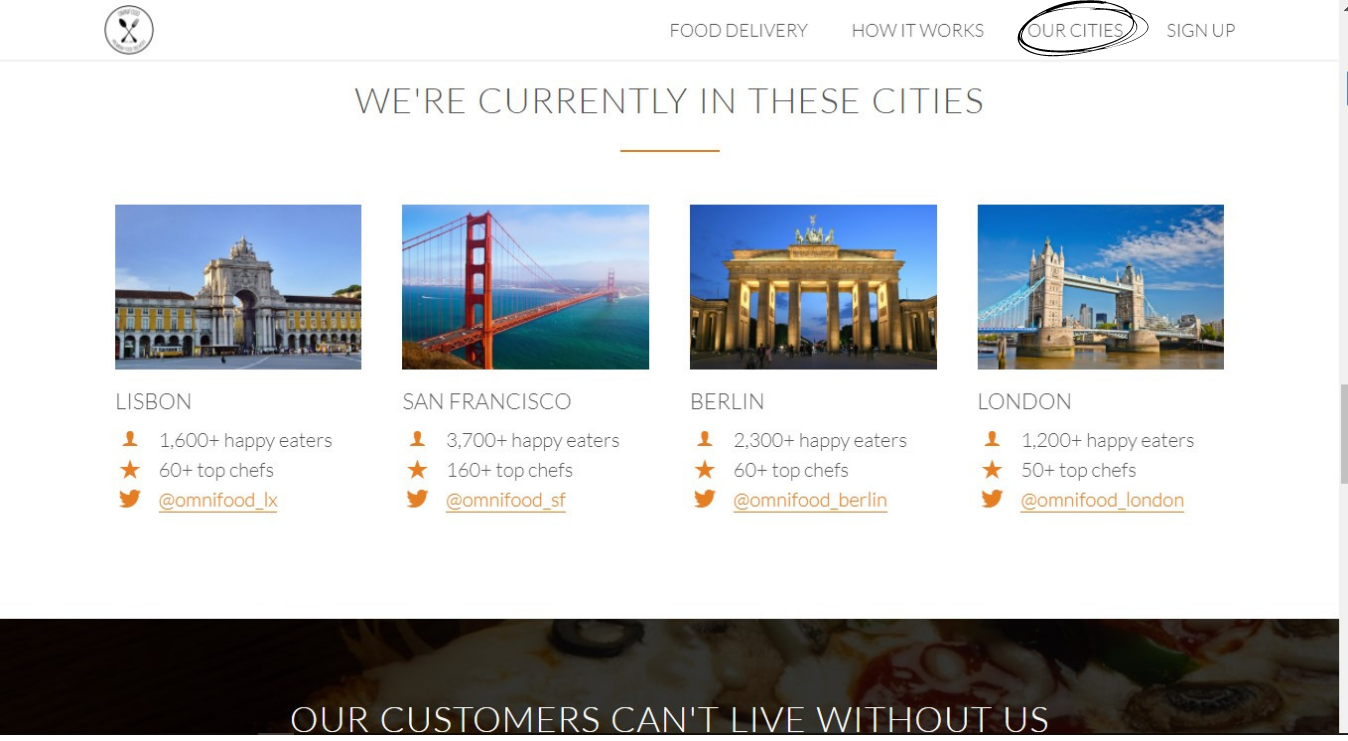 FOOD DELIVERY HOW IT WORKS OUR CITIES SIGN UP
WE'RE CURRENTLY IN THESE CITIES
LISBON
1,600+ happy eaters
60+ top chefs
@omnifood_lx
SAN FRANCISCO
3,700+ happy eaters
160+ top chefs
@omnifood_sf
BERLIN
2,300+ happy eaters
60+ top chefs
@omnifood_berlin
LONDON
1,200+ happy eaters
50+ top chefs
@omnifood_london
OUR CUSTOMERS CAN'T LIVE WITHOUT US